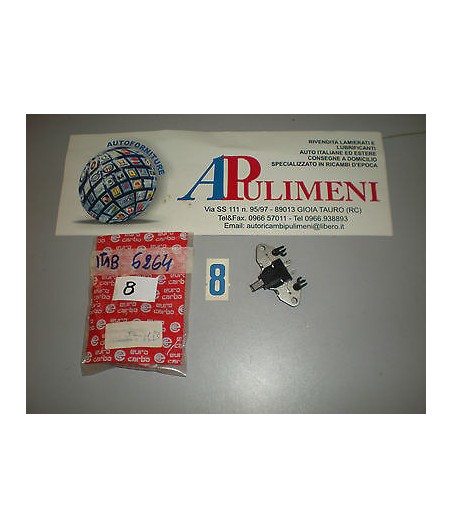 AUTOFORNITURE
RIVENDITA LAMIERATI E
LUBRIFICANTI
AUTO ITALIANE ED ESTERE
CONSEGNE A DOMICILIO
SPECIALIZZATO IN RICAMBI D'EPOCA
APULIMENI
Via SS 111 n. 95/97 - 89013 GIOIA TAURO (RC)
Tel&Fax. 0966 57011 - Tel 0966.938893
Email: autoricambipulimeni@libero.it
ITAB 6264
8
8
euro
carbo